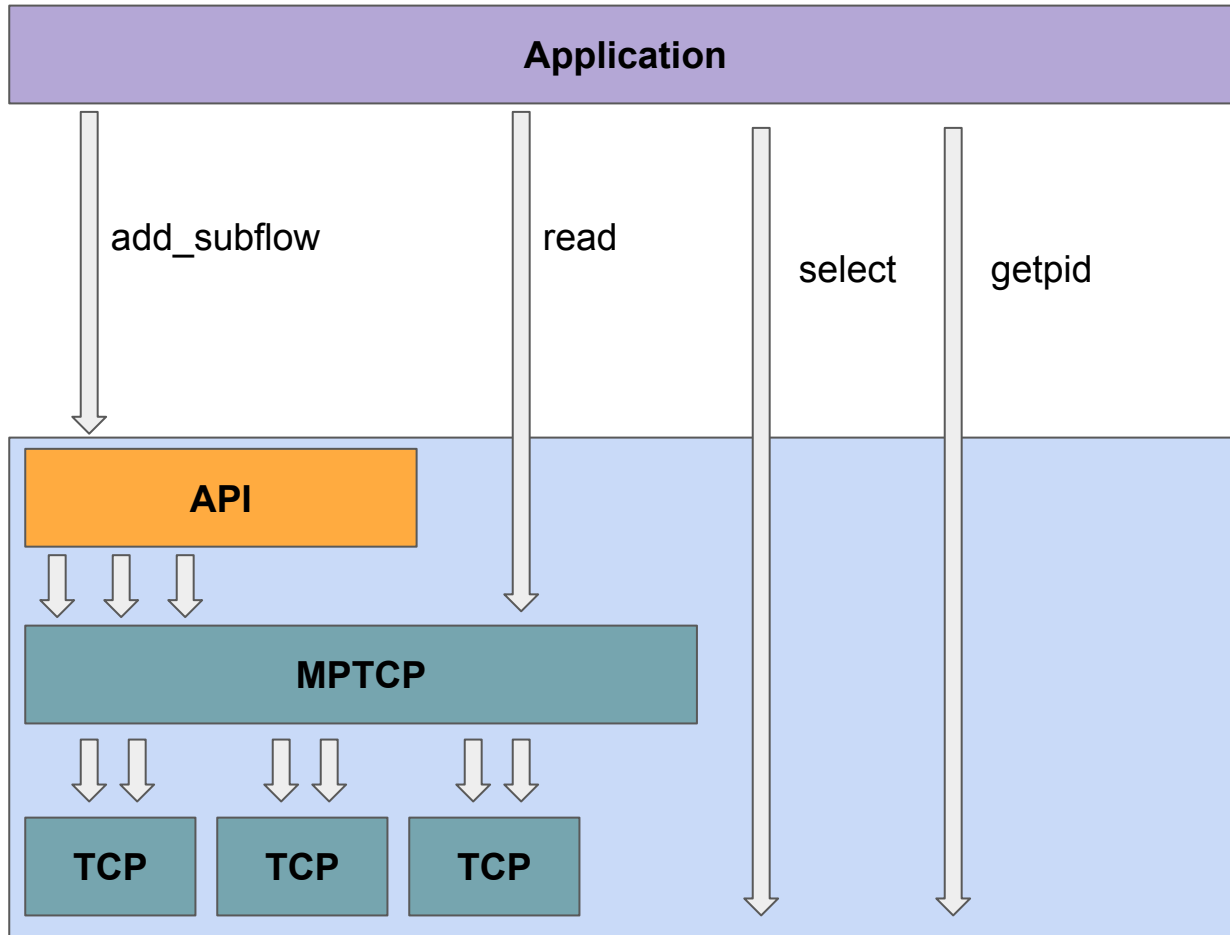 Application
add_subflow
read
select
getpid
API
MPTCP
TCP
TCP
TCP